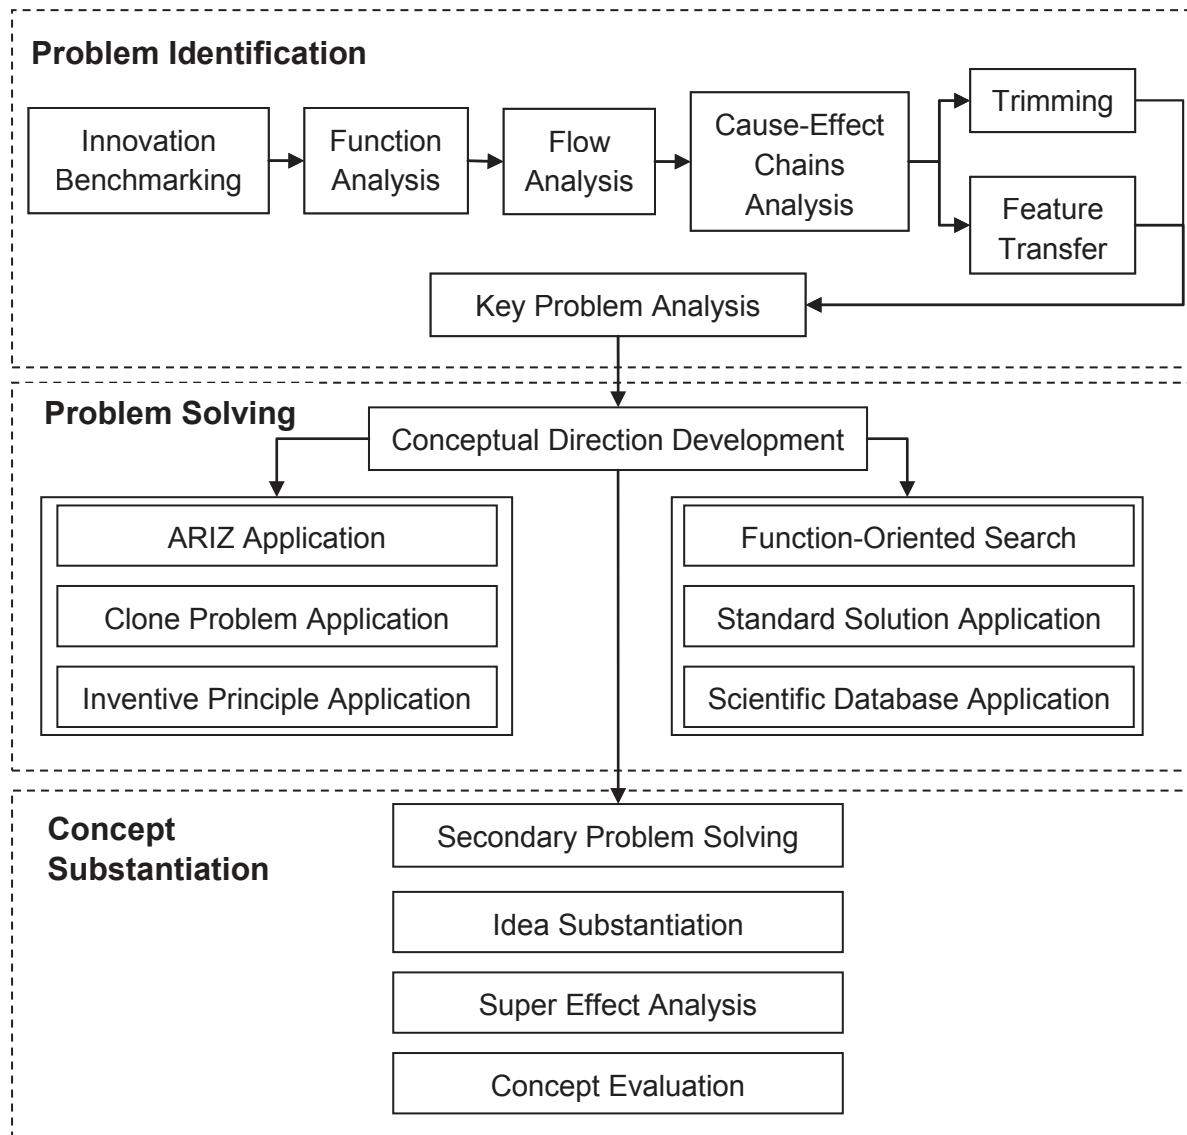 Problem Identification
Innovation
Benchmarking
Function
Analysis
Flow
Analysis
Cause-Effect
Chains
Analysis
Trimming
Feature
Transfer
Key Problem Analysis
Problem Solving
Conceptual Direction Development
ARIZ Application
Clone Problem Application
Inventive Principle Application
Function-Oriented Search
Standard Solution Application
Scientific Database Application
Concept
Substantiation
Secondary Problem Solving
Idea Substantiation
Super Effect Analysis
Concept Evaluation